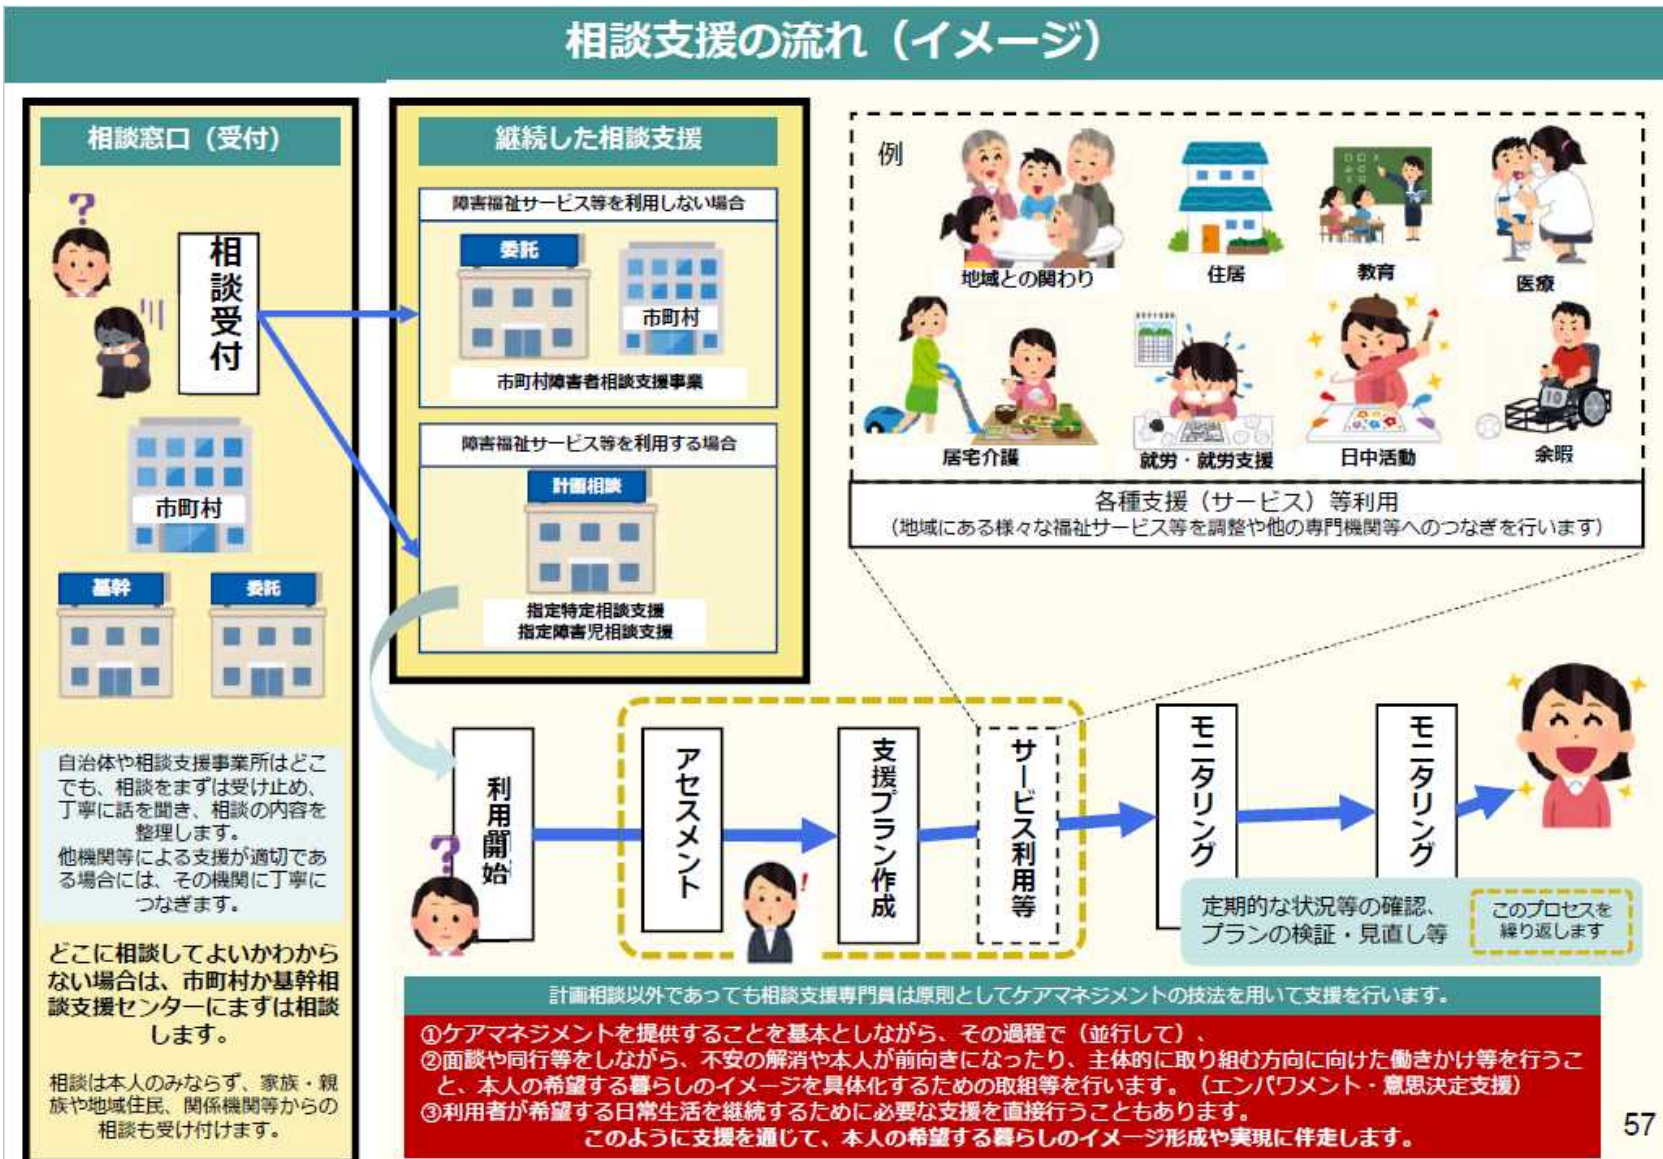 相談支援の流れ（イメージ）
相談窓口（受付）
?
相談受付
市町村
基幹
委託
自治体や相談支援事業所はどこ
でも、相談をまずは受け止め、
丁寧に話を聞き、相談の内容を
整理します。
他機関等による支援が適切であ
る場合には、その機関に丁寧に
つなぎます。
どこに相談してよいかわから
ない場合は、市町村か基幹相
談支援センターにまずは相談
します。
相談は本人のみならず、家族・親
族や地域住民、関係機関等からの
相談も受け付けます。
継続した相談支援
障害福祉サービス等を利用しない場合
委託
市町村
市町村障害者相談支援事業
障害福祉サービス等を利用する場合
計画相談
指定特定相談支援
指定障害児相談支援
例
地域との関わり
住居
教育
医療
居宅介護
就労・就労支援
日中活動
10
余暇
各種支援（サービス）等利用
（地域にある様々な福祉サービス等を調整や他の専門機関等へのつなぎを行います）
利用開始
?
アセスメント
!
支援プラン作成
サービス利用等
モニタリング
モニタリング
定期的な状況等の確認、
プランの検証・見直し等
このプロセスを
繰り返します
計画相談以外であっても相談支援専門員は原則としてケアマネジメントの技法を用いて支援を行います。
①ケアマネジメントを提供することを基本としながら、その過程で（並行して）、
②面談や同行等をしながら、不安の解消や本人が前向きになったり、主体的に取り組む方向に向けた働きかけ等を行うこ
と、本人の希望する暮らしのイメージを具体化するための取組等を行います。（エンパワメント・意思決定支援）
③利用者が希望する日常生活を継続するために必要な支援を直接行うこともあります。
このように支援を通じて、本人の希望する暮らしのイメージ形成や実現に伴走します。
57